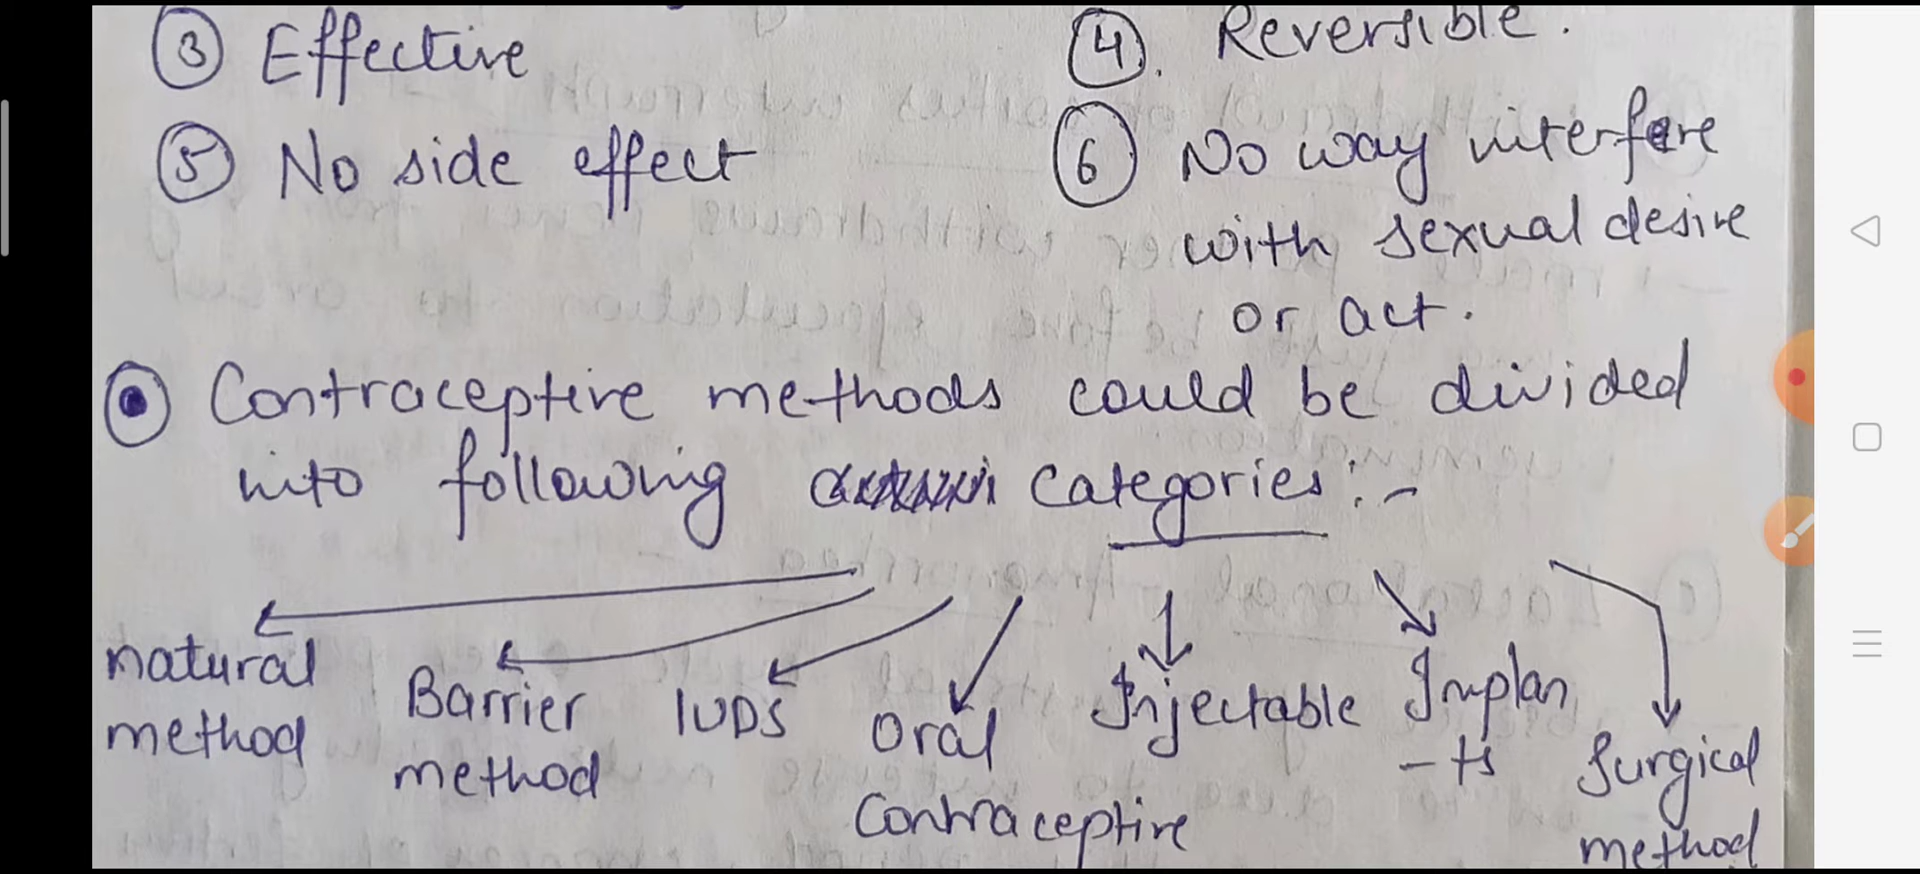 ③ Effective
④. Reversible.
⑤ No side effect
⑥ No way interfere
with sexual desire
or act.
Contraceptive methods could be divided
into following categories:-
natural
method
Barrier
method
IUDS
Oral
Contraceptive
Injectable
Implan
-ts
Surgical
method